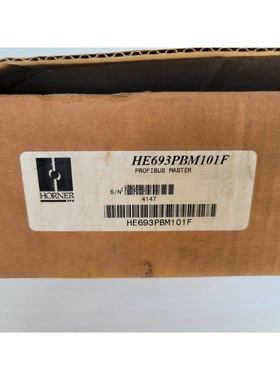 HE693PBM101F
PROFIBUS MASTER
S/N
4147
HORNER
HE693PBM101F